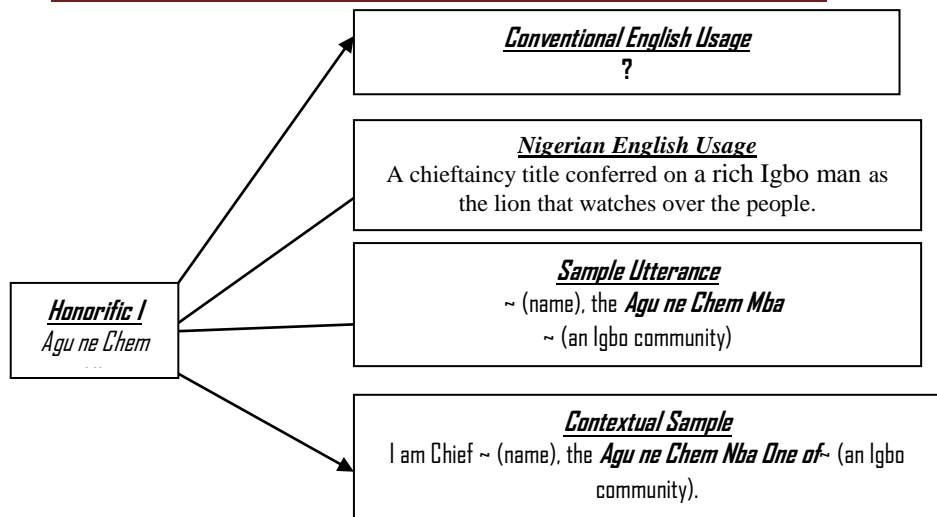 Conventional English Usage
?
Nigerian English Usage
A chieftaincy title conferred on a rich Igbo man as
the lion that watches over the people.
Sample Utterance
~ (name), the Agu ne Chem Mba
~ (an Igbo community)
Honorific I
Agu ne Chem
Contextual Sample
I am Chief ~ (name), the Agu ne Chem Nba One of~ (an Igbo
community).